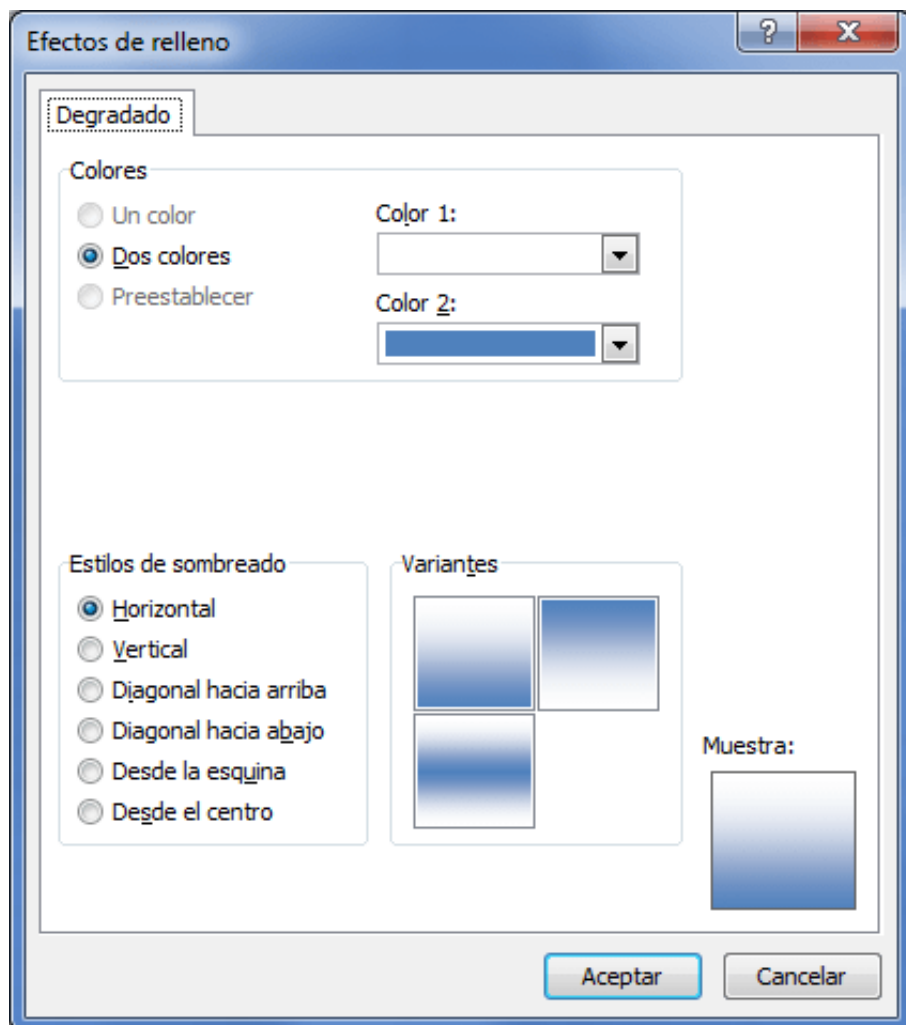 Efectos de relleno
Degradado
Colores
Un color
Dos colores
Preestablecer
Color 1:
Color 2:
Estilos de sombreado
Horizontal
Vertical
Diagonal hacia arriba
Diagonal hacia abajo
Desde la esquina
Desde el centro
Variantes
Muestra:
Aceptar
Cancelar